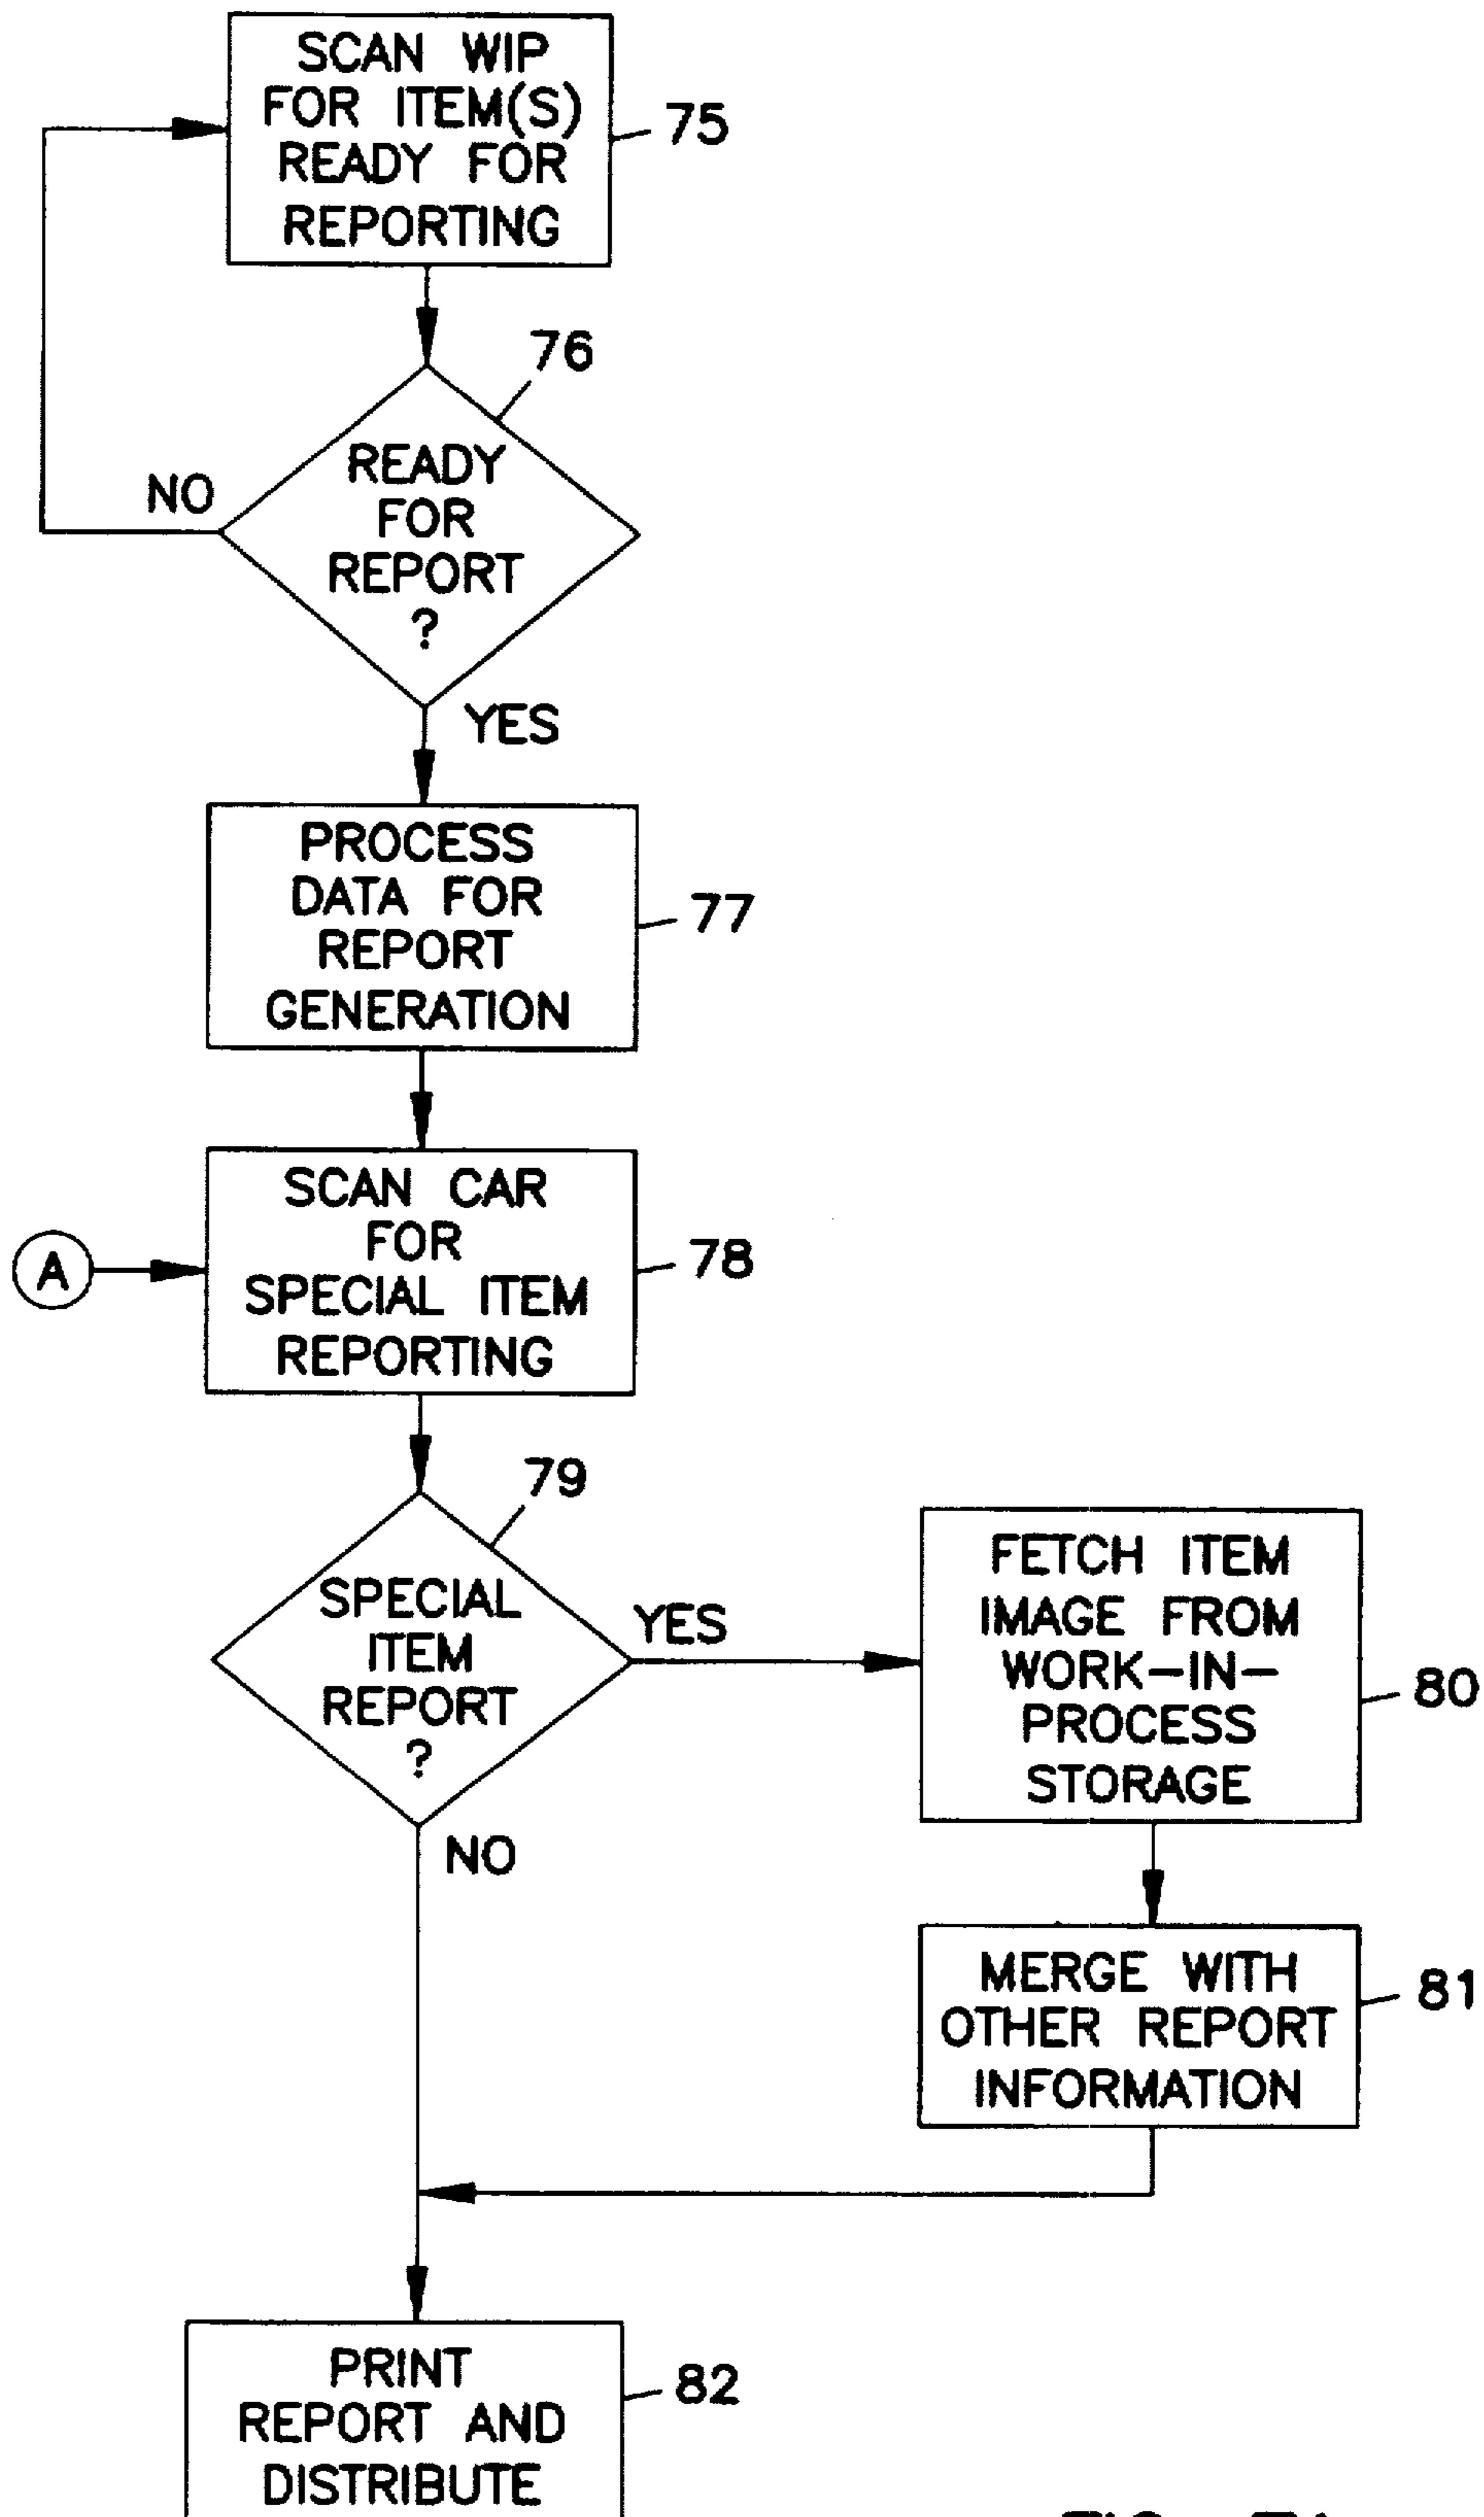 SCAN WIP
FOR ITEM(S)
READY FOR
REPORTING
75
76
READY
FOR
REPORT
?
NO
YES
PROCESS
DATA FOR
REPORT
GENERATION
77
SCAN CAR
FOR
SPECIAL ITEM
REPORTING
78
A
79
SPECIAL
ITEM
REPORT
?
YES
NO
FETCH ITEM
IMAGE FROM
WORK-IN-
PROCESS
STORAGE
80
MERGE WITH
OTHER REPORT
INFORMATION
81
PRINT
REPORT AND
DISTRIBUTE
82